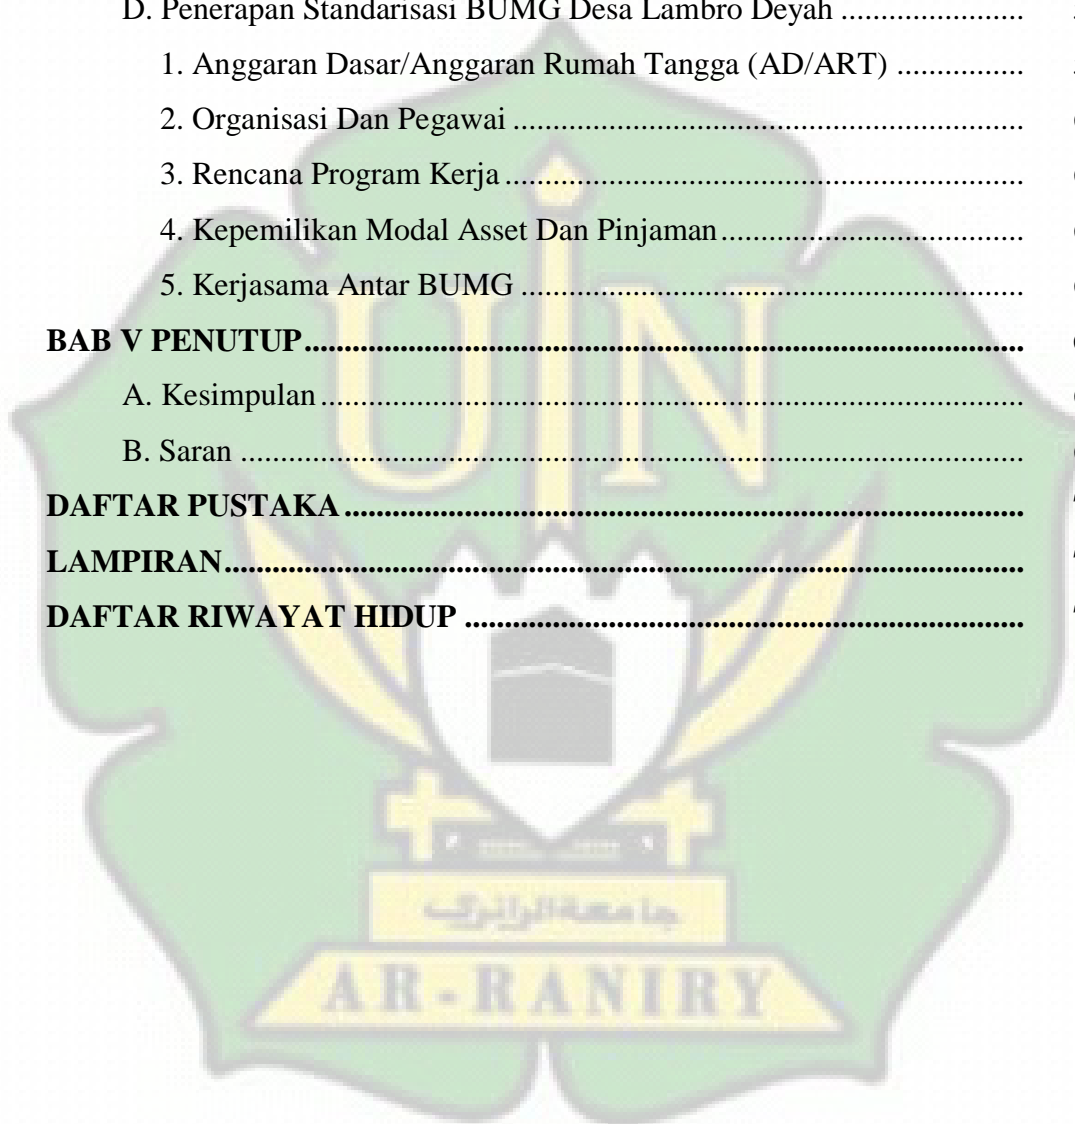 D. Penerapan Standarisasi BUMG Desa Lambro Deyah .......................
1. Anggaran Dasar/Anggaran Rumah Tangga (AD/ART) ................
2. Organisasi Dan Pegawai ................................................................
3. Rencana Program Kerja .................................................................
4. Kepemilikan Modal Asset Dan Pinjaman ......................................
5. Kerjasama Antar BUMG ...............................................................
BAB V PENUTUP..........................................................................................
A. Kesimpulan ........................................................................................
B. Saran ..................................................................................................
DAFTAR PUSTAKA .....................................................................................
LAMPIRAN....................................................................................................
DAFTAR RIWAYAT HIDUP ......................................................................
UIN
جامعة الرانري
AR-RANIRY